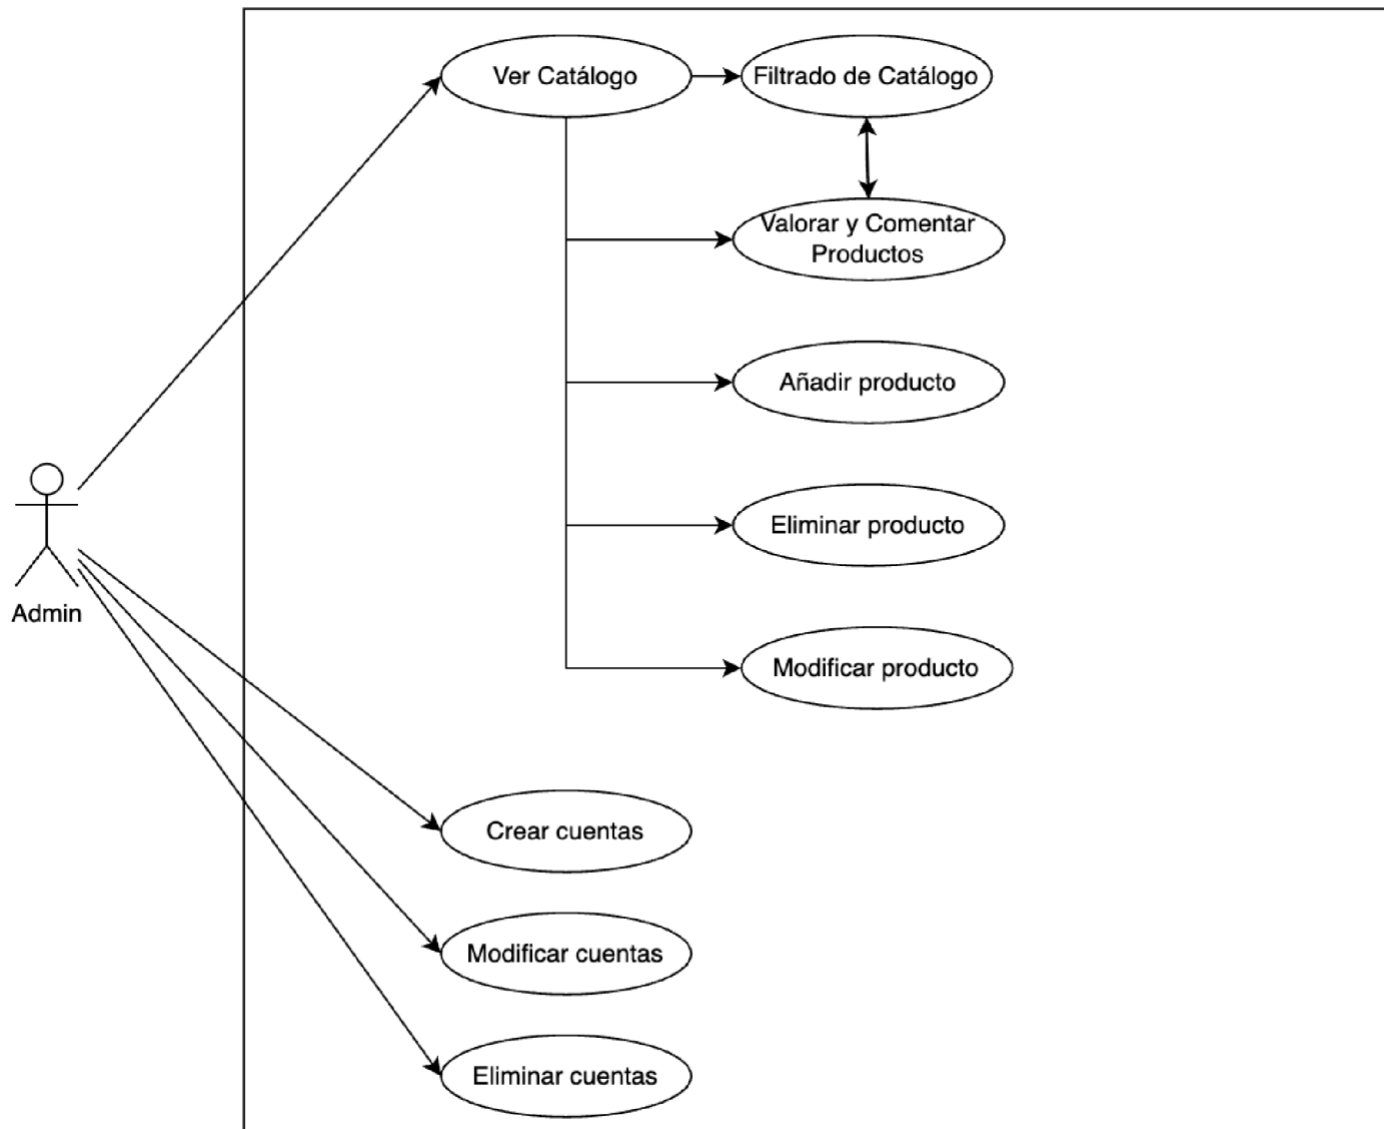 Ver Catálogo
Filtrado de Catálogo
Valorar y Comentar
Productos
Añadir producto
Eliminar producto
Admin
Modificar producto
Crear cuentas
Modificar cuentas
Eliminar cuentas